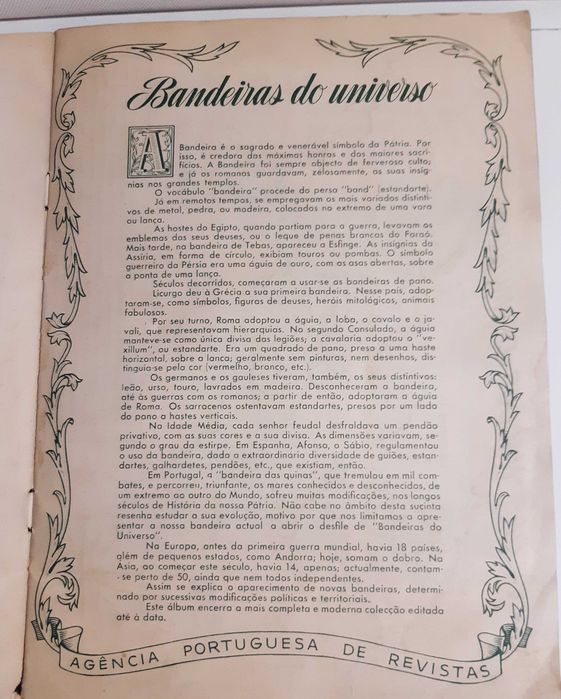 Bandeiras do universo
A Bandeira é o sagrado e venerável símbolo da Pátria. Por
isso, é credora das máximas honras e dos maiores sacri-
fícios. A Bandeira foi sempre objecto de fervoroso culto;
e já os romanos guardavam, zelosamente, as suas insíg-
nias nos grandes templos.
O vocábulo "bandeira" procede do persa "band" (estandarte).
Já em remotos tempos, se empregavam os mais variados distinti-
vos de metal, pedra, ou madeira, colocados no extremo de uma vara
ou lança.
As hostes do Egipto, quando partiam para a guerra, levavam os
emblemas dos seus deuses, ou o leque de penas brancas do Faraó.
Mais tarde, na bandeira de Tebas, apareceu a Esfinge. As insígnias da
Assíria, em forma de círculo, exibiam touros ou pombas. O símbolo
guerreiro da Pérsia era uma águia de ouro, com as asas abertas, sobre
a ponta de uma lança.
Séculos decorridos, começaram a usar-se as bandeiras de pano.
Licurgo deu à Grécia a sua primeira bandeira. Nesse país, adop-
taram-se, como símbolos, figuras de deuses, heróis mitológicos, animais
fabulosos.
Por seu turno, Roma adoptou a águia, a loba, o cavalo e o ja-
vali, que representavam hierarquias. No segundo Consulado, a águia
manteve-se como única divisa das legiões; a cavalaria adoptou a "ve-
xillum", ou estandarte. Era um quadrado de pano, preso a uma haste
horizontal, sobre a lança; geralmente sem pinturas, nem desenhos, dis-
tinguia-se pela cor (vermelho, branco, etc.).
Os germanos e os gauleses tiveram, também, os seus distintivos:
leão, urso, touro, lavrados em madeira. Desconheceram a bandeira,
até às guerras com os romanos; a partir de então, adoptaram a águia
de Roma. Os sarracenos ostentavam estandartes, presos por um lado
do pano a hastes verticais.
Na Idade Média, cada senhor feudal desfraldava um pendão
privativo, com as suas cores e a sua divisa. As dimensões variavam, se-
gundo o grau da estirpe. Em Espanha, Afonso, o Sábio, regulamentou
o uso da bandeira, dada a extraordinária diversidade de guiões, estan-
dartes, galhardetes, pendões, etc., que existiam, então.
Em Portugal, a "bandeira das quinas", que tremulou em mil com-
bates, e percorreu, triunfante, os mares conhecidos e desconhecidos, de
um extremo ao outro do Mundo, sofreu muitas modificações, nos longos
séculos de História da nossa Pátria. Não cabe no âmbito desta sucinta
resenha estudar a sua evolução, motivo por que nos limitamos a apre-
sentar a nossa bandeira actual a abrir o desfile de "Bandeiras do
Universo".
Na Europa, antes da primeira guerra mundial, havia 18 países,
além de pequenos estados, como Andorra; hoje, somam o dobro. Na
Asia, ao começar este século, havia 14, apenas; actualmente, contam-
-se perto de 50, ainda que nem todos independentes.
Assim se explica o aparecimento de novas bandeiras, determi-
nado por sucessivas modificações políticas e territoriais.
Este álbum encerra a mais completa e moderna colecção editada
até à data.
AGÊNCIA PORTUGUESA DE REVISTAS